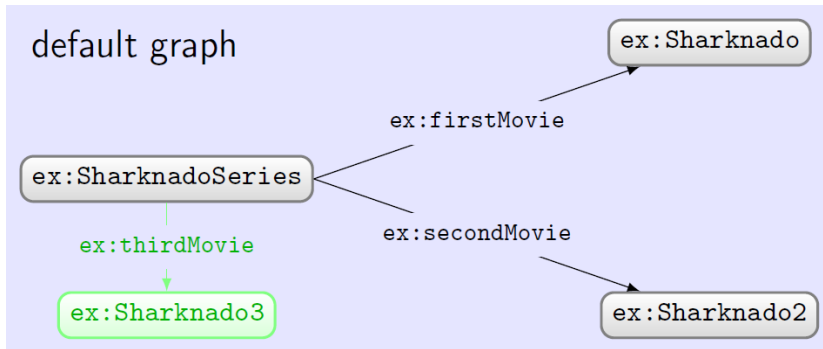 default graph
ex:Sharknado
ex:firstMovie
ex:SharknadoSeries
ex:secondMovie
ex:thirdMovie
ex:Sharknado3
ex:Sharknado2